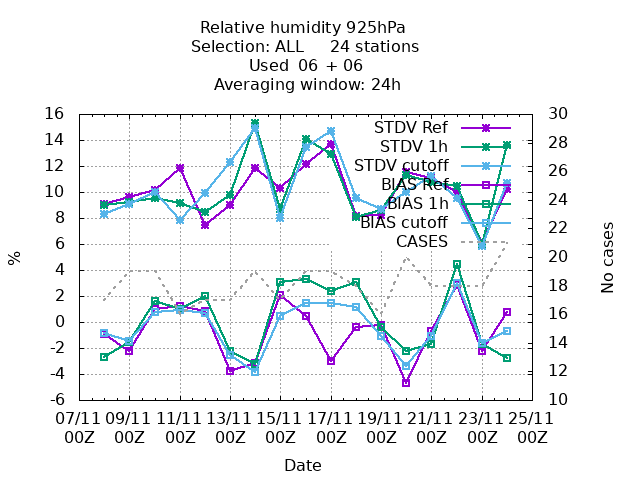 Relative humidity 925hPa
Selection: ALL 24 stations
Used 06 + 06
Averaging window: 24h
16 30
14 28
12 26
10 24
8 22
6 20
4 18
2 16
0 14
-2 12
-4 10
-6
%
No cases
STDV Ref
STDV 1h
STDV cutoff
BIAS Ref
BIAS 1h
BIAS cutoff
CASES
07/11 09/11 11/11 13/11 15/11 17/11 19/11 21/11 23/11 25/11
00Z 00Z 00Z 00Z 00Z 00Z 00Z 00Z 00Z 00Z
Date